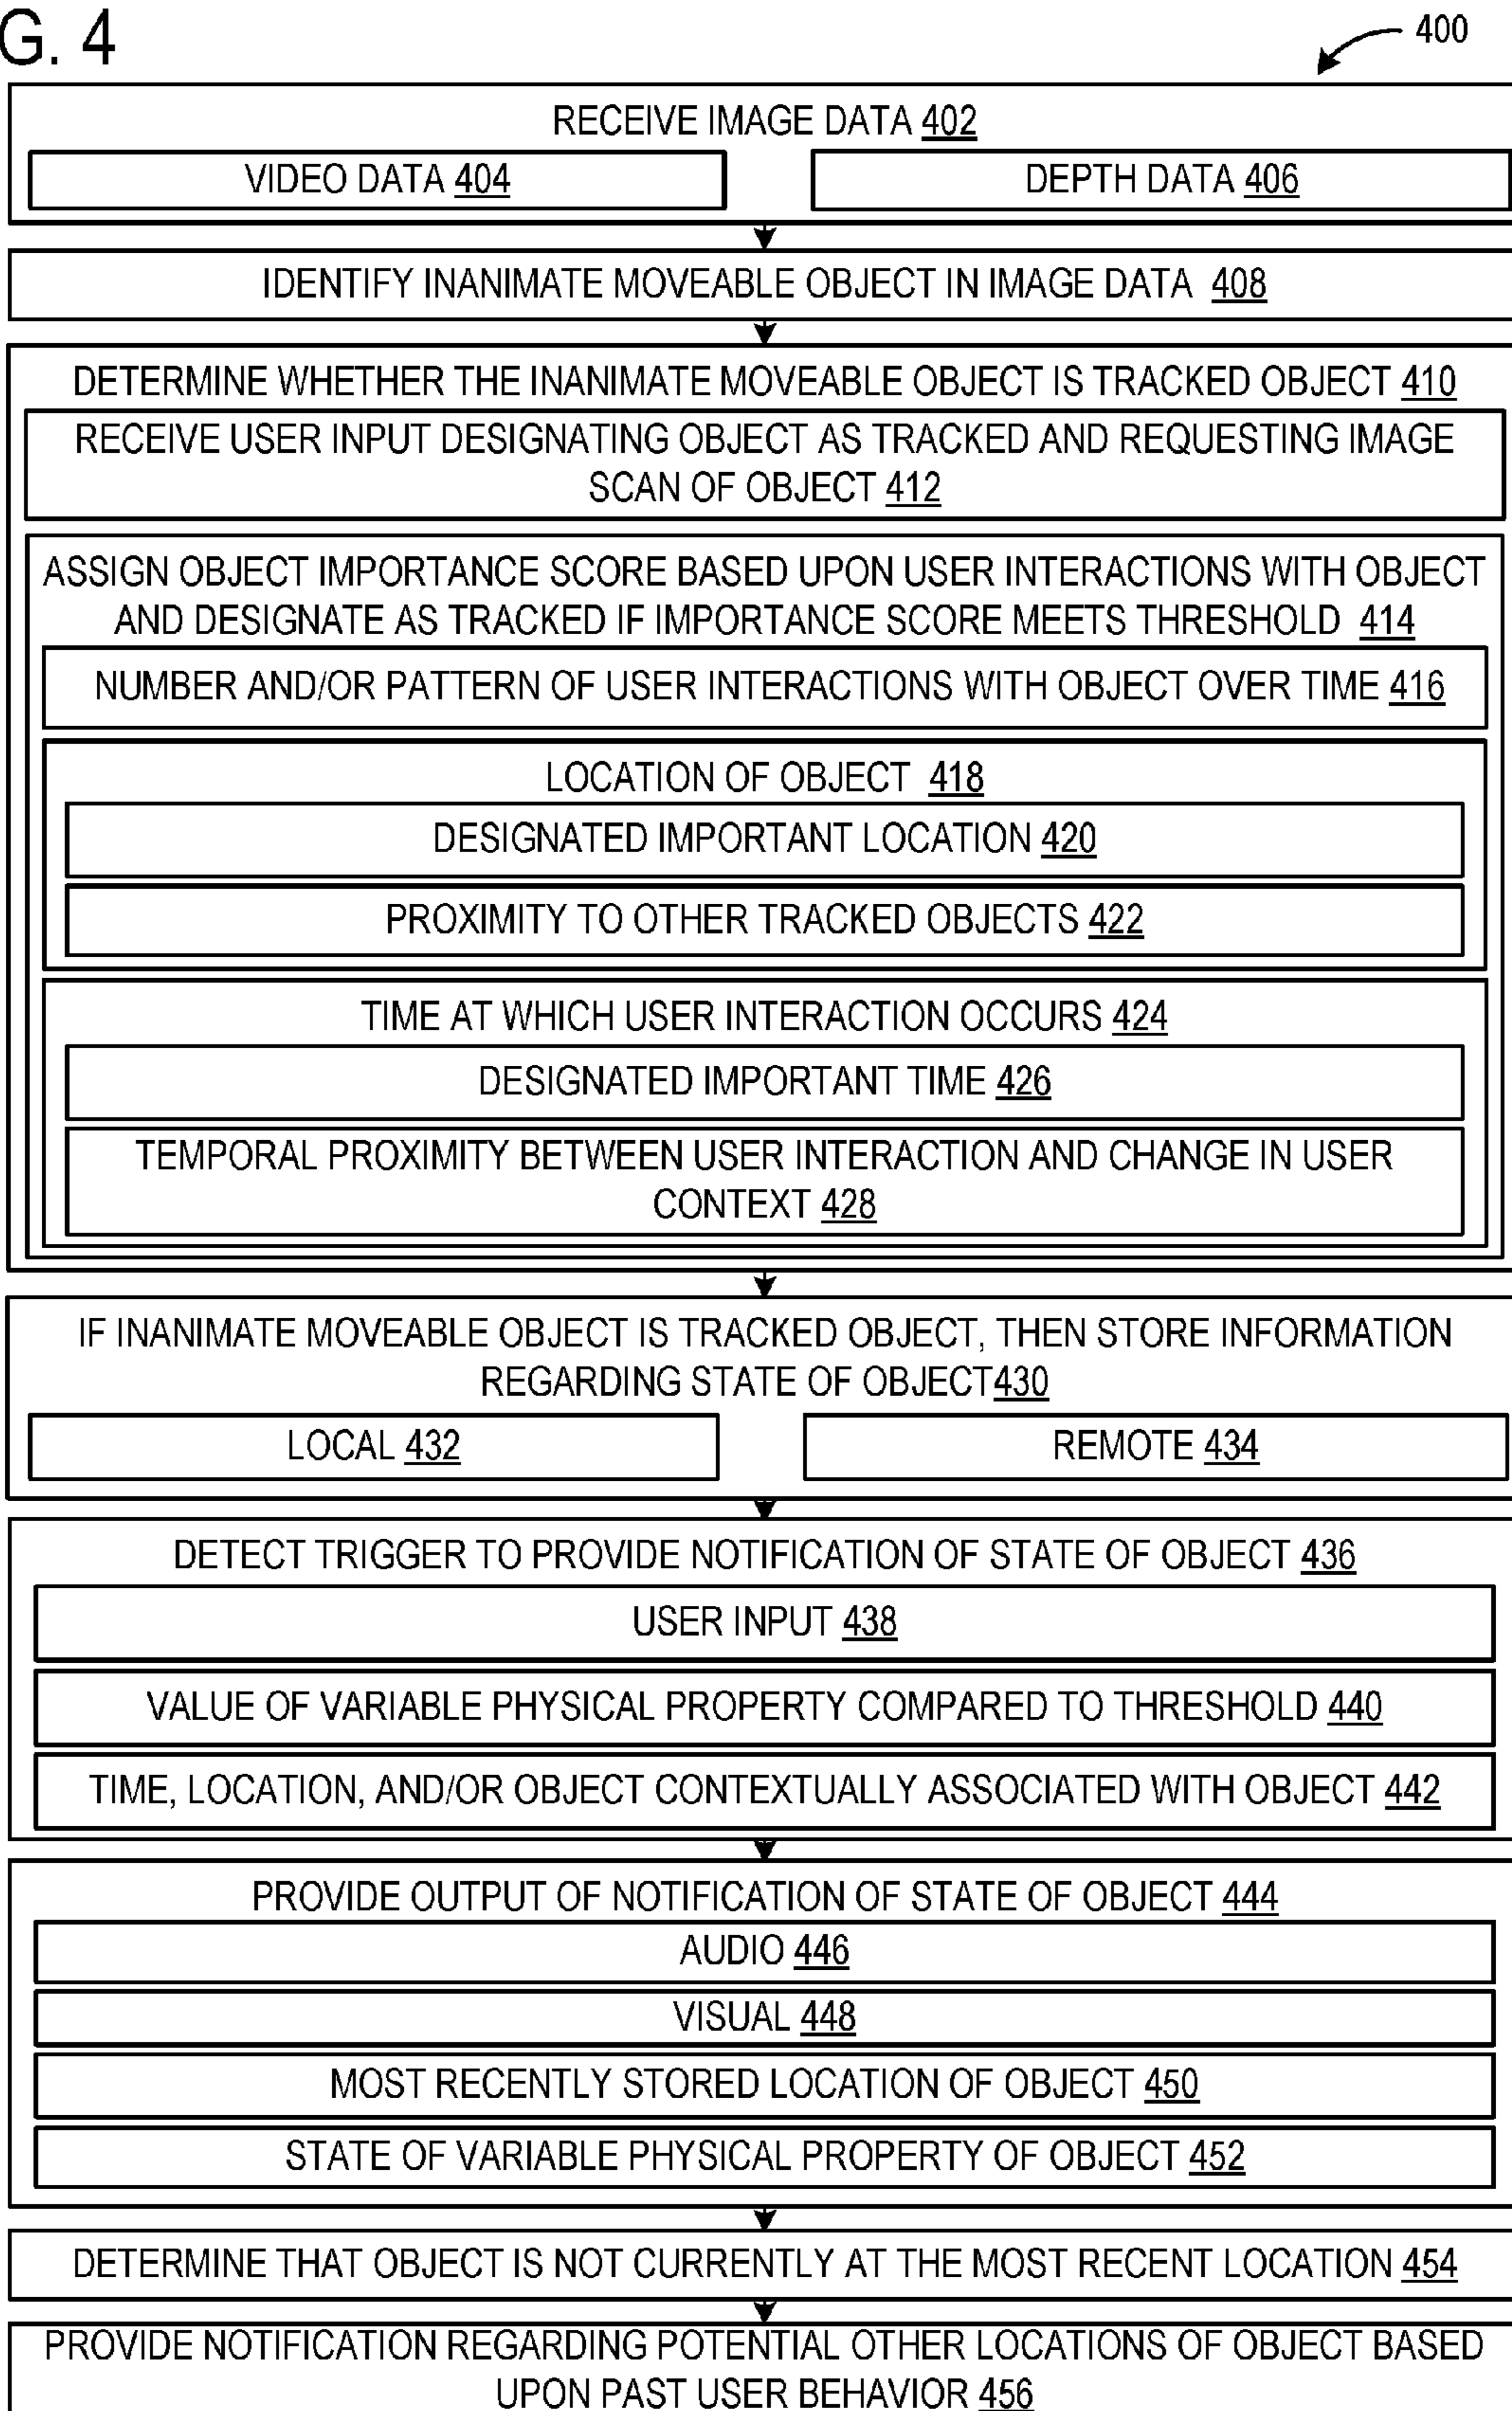 G. 4
400
RECEIVE IMAGE DATA 402
VIDEO DATA 404
DEPTH DATA 406
IDENTIFY INANIMATE MOVEABLE OBJECT IN IMAGE DATA 408
DETERMINE WHETHER THE INANIMATE MOVEABLE OBJECT IS TRACKED OBJECT 410
RECEIVE USER INPUT DESIGNATING OBJECT AS TRACKED AND REQUESTING IMAGE
SCAN OF OBJECT 412
ASSIGN OBJECT IMPORTANCE SCORE BASED UPON USER INTERACTIONS WITH OBJECT
AND DESIGNATE AS TRACKED IF IMPORTANCE SCORE MEETS THRESHOLD 414
NUMBER AND/OR PATTERN OF USER INTERACTIONS WITH OBJECT OVER TIME 416
LOCATION OF OBJECT 418
DESIGNATED IMPORTANT LOCATION 420
PROXIMITY TO OTHER TRACKED OBJECTS 422
TIME AT WHICH USER INTERACTION OCCURS 424
DESIGNATED IMPORTANT TIME 426
TEMPORAL PROXIMITY BETWEEN USER INTERACTION AND CHANGE IN USER
CONTEXT 428
IF INANIMATE MOVEABLE OBJECT IS TRACKED OBJECT, THEN STORE INFORMATION
REGARDING STATE OF OBJECT430
LOCAL 432
REMOTE 434
DETECT TRIGGER TO PROVIDE NOTIFICATION OF STATE OF OBJECT 436
USER INPUT 438
VALUE OF VARIABLE PHYSICAL PROPERTY COMPARED TO THRESHOLD 440
TIME, LOCATION, AND/OR OBJECT CONTEXTUALLY ASSOCIATED WITH OBJECT 442
PROVIDE OUTPUT OF NOTIFICATION OF STATE OF OBJECT 444
AUDIO 446
VISUAL 448
MOST RECENTLY STORED LOCATION OF OBJECT 450
STATE OF VARIABLE PHYSICAL PROPERTY OF OBJECT 452
DETERMINE THAT OBJECT IS NOT CURRENTLY AT THE MOST RECENT LOCATION 454
PROVIDE NOTIFICATION REGARDING POTENTIAL OTHER LOCATIONS OF OBJECT BASED
UPON PAST USER BEHAVIOR 456